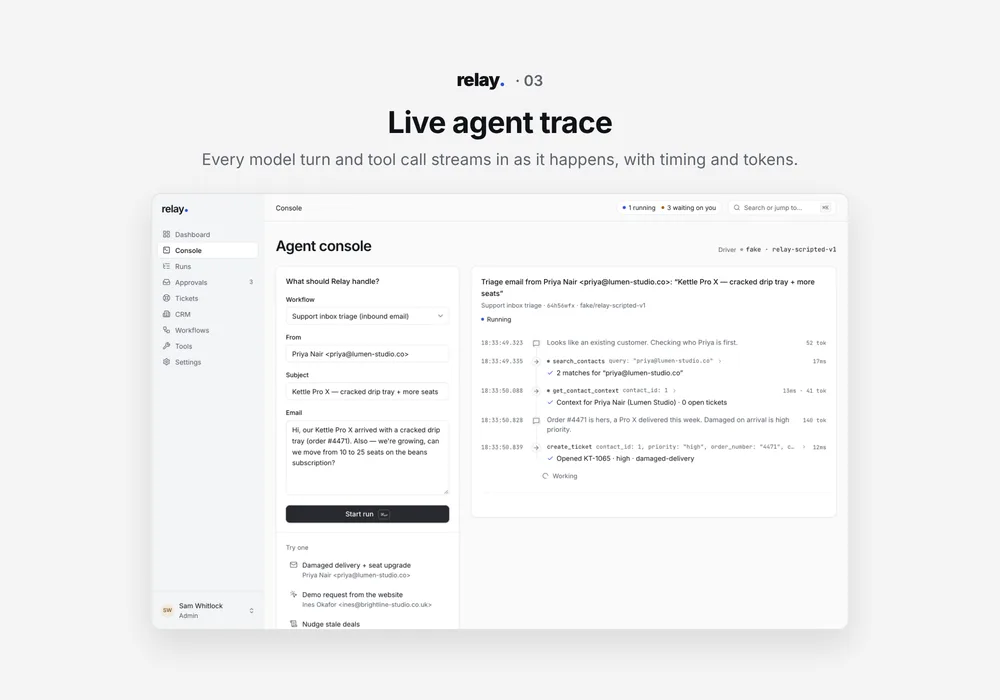 relay. · 03
Live agent trace
Every model turn and tool call streams in as it happens, with timing and tokens.
relay.
Dashboard
Console
Runs
Approvals 3
Tickets
CRM
Workflows
Tools
Settings
SW
Sam Whitlock
Admin
Console
1 running
3 waiting on you
Search or jump to...
⌘K
Agent console
Driver fake · relay-scripted-v1
What should Relay handle?
Workflow
Support inbox triage (inbound email)
From
Priya Nair <priya@lumen-studio.co>
Subject
Kettle Pro X — cracked drip tray + more seats
Email
Hi, our Kettle Pro X arrived with a cracked drip
tray (order #4471). Also — we're growing, can
we move from 10 to 25 seats on the beans
subscription?
Start run
Try one
Damaged delivery + seat upgrade
Priya Nair <priya@lumen-studio.co>
Demo request from the website
Ines Okafor <ines@brightline-studio.co.uk>
Nudge stale deals
Triage email from Priya Nair <priya@lumen-studio.co>: "Kettle Pro X — cracked drip tray + more
seats"
Support inbox triage · 64h56wfx · fake/relay-scripted-v1
Running
18:33:49.323 Looks like an existing customer. Checking who Priya is first. 52 tok
18:33:49.335 search_contacts query: "priya@lumen-studio.co" 17ms
2 matches for "priya@lumen-studio.co"
18:33:50.088 get_contact_context contact_id: 1 13ms · 41 tok
Context for Priya Nair (Lumen Studio) · 0 open tickets
18:33:50.828 Order #4471 is hers, a Pro X delivered this week. Damaged on arrival is high 140 tok
priority.
18:33:50.839 create_ticket contact_id: 1, priority: "high", order_number: "4471", c… 12ms
Opened KT-1065 · high · damaged-delivery
Working